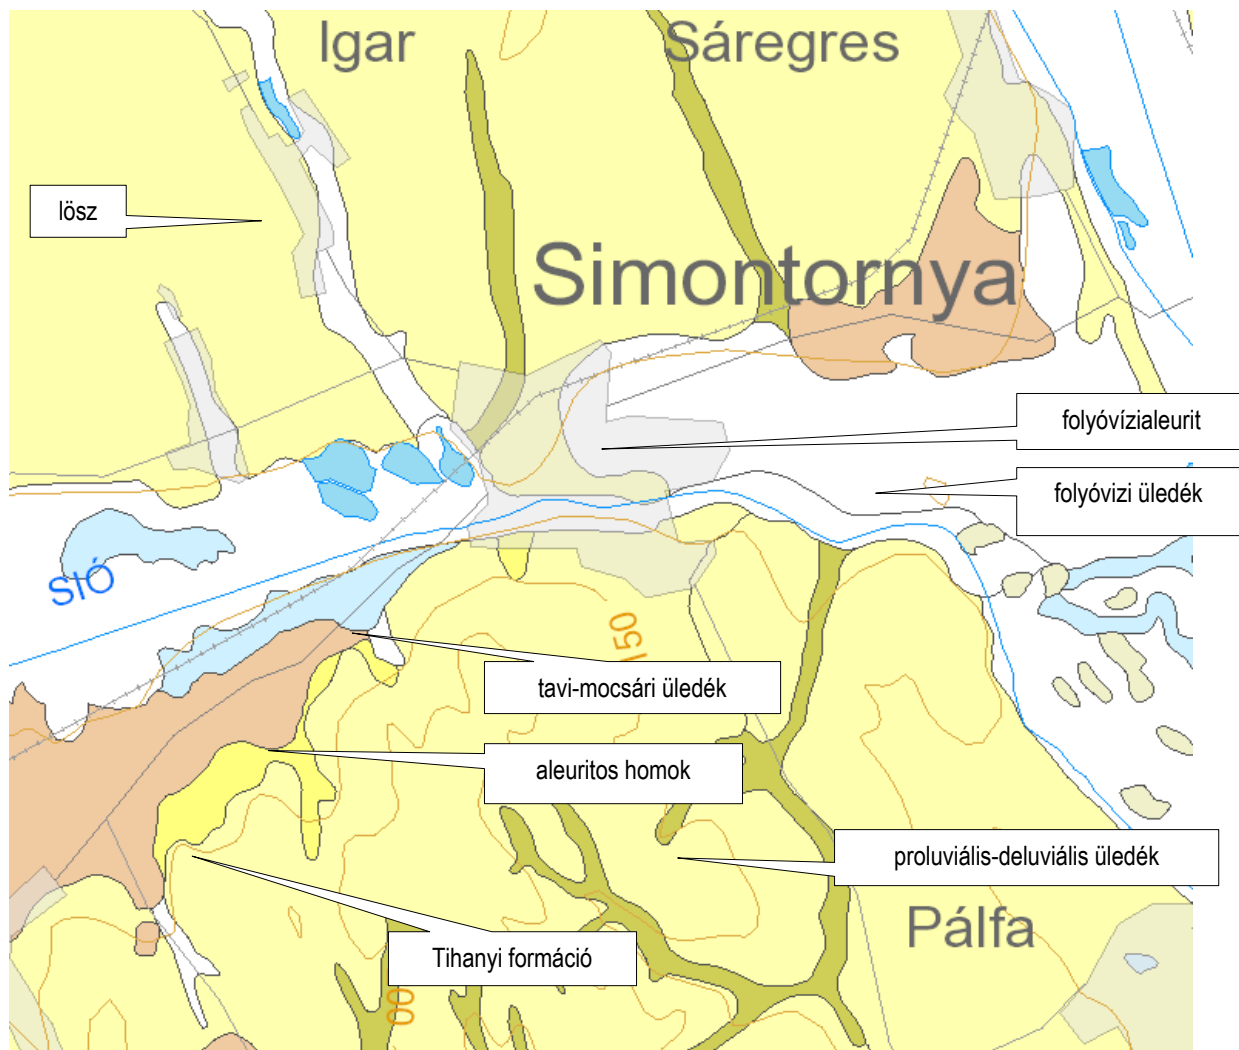 Igar
Sáregres
lösz
Simontornya
folyóvízialeurit
folyóvizi üledék
SIÓ
150
tavi-mocsári üledék
aleuritos homok
proluviális-deluviális üledék
Pálfa
Tihanyi formáció
00